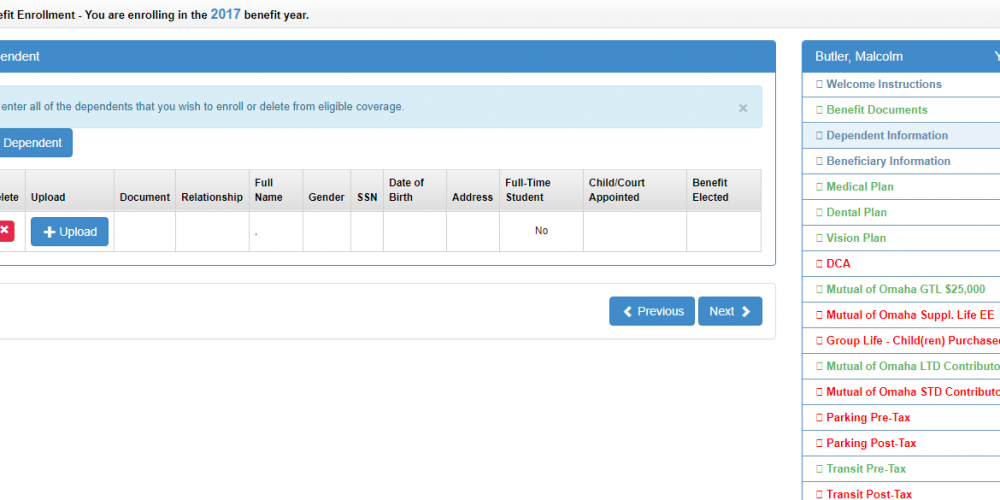 efit Enrollment - You are enrolling in the 2017 benefit year.
endent
enter all of the dependents that you wish to enroll or delete from eligible coverage.
×
Dependent
lete Upload Document Relationship Full Name Gender SSN Date of Birth Address Full-Time Student Child/Court Appointed Benefit Elected
Upload , No
Previous Next
Butler, Malcolm Y
Welcome Instructions
Benefit Documents
Dependent Information
Beneficiary Information
Medical Plan
Dental Plan
Vision Plan
DCA
Mutual of Omaha GTL $25,000
Mutual of Omaha Suppl. Life EE
Group Life - Child(ren) Purchase
Mutual of Omaha LTD Contributo
Mutual of Omaha STD Contributo
Parking Pre-Tax
Parking Post-Tax
Transit Pre-Tax
Transit Post-Tax